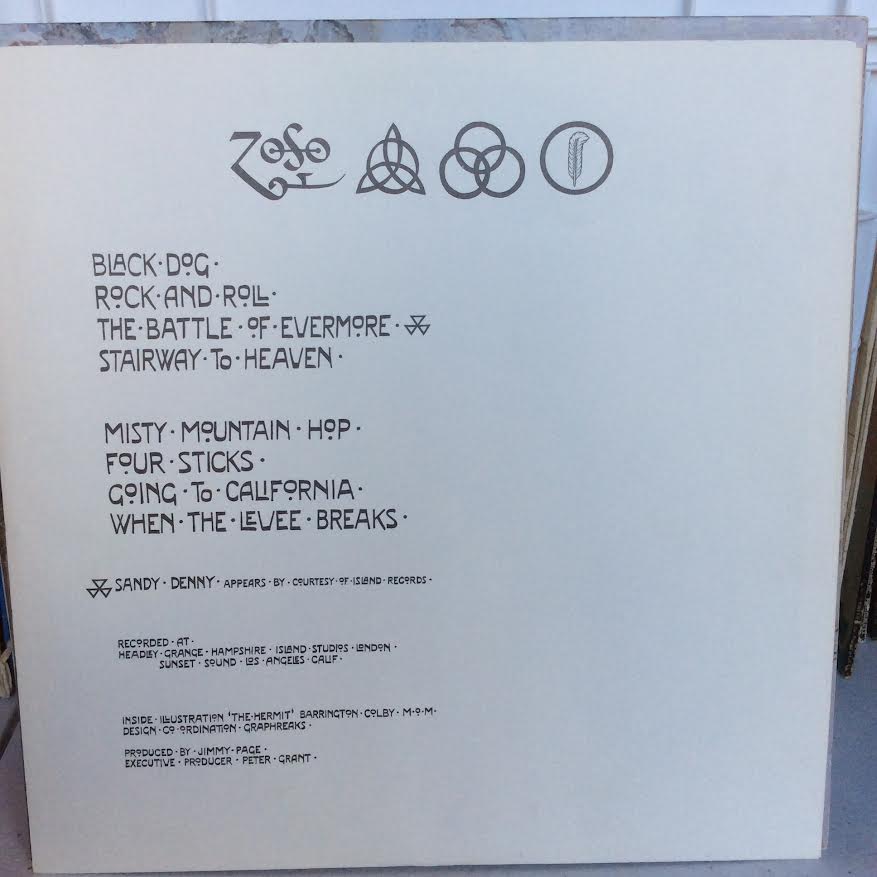 ZOSO
BLACK·DOG·
ROCK·AND·ROLL·
THE·BATTLE·OF·EVERMORE·
STAIRWAY·TO·HEAVEN·
MISTY·MOUNTAIN·HOP·
FOUR·STICKS·
GOING·TO·CALIFORNIA·
WHEN·THE·LEVEE·BREAKS·
SANDY·DENNY·APPEARS·BY·COURTESY·OF·ISLAND·RECORDS·
RECORDED·AT·
HEADLEY·GRANGE·HAMPSHIRE·ISLAND·STUDIOS·LONDON·
SUNSET·SOUND·LOS·ANGELES·CALIF·
INSIDE·ILLUSTRATION 'THE·HERMIT' BARRINGTON·COLBY·M·O·M·
DESIGN·CO-ORDINATION·GRAPHREAKS·
PRODUCED·BY·JIMMY·PAGE·
EXECUTIVE·PRODUCER·PETER·GRANT·